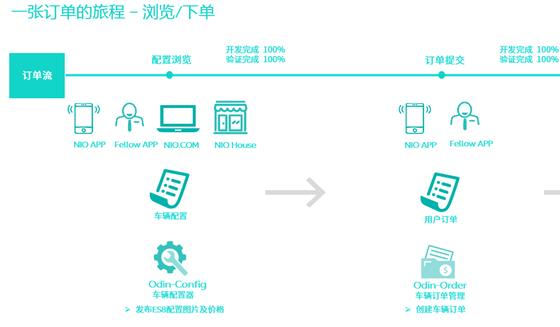 一张订单的旅程 – 浏览/下单
订单流
配置浏览
开发完成 100%
验证完成 100%
订单提交
开发完成 100%
验证完成 100%
NIO APP
Fellow APP
NIO.COM
NIO House
NIO APP
Fellow APP
车辆配置
用户订单
Odin-Config
车辆配置器
➢ 发布ES8配置图片及价格
Odin-Order
车辆订单管理
➢ 创建车辆订单